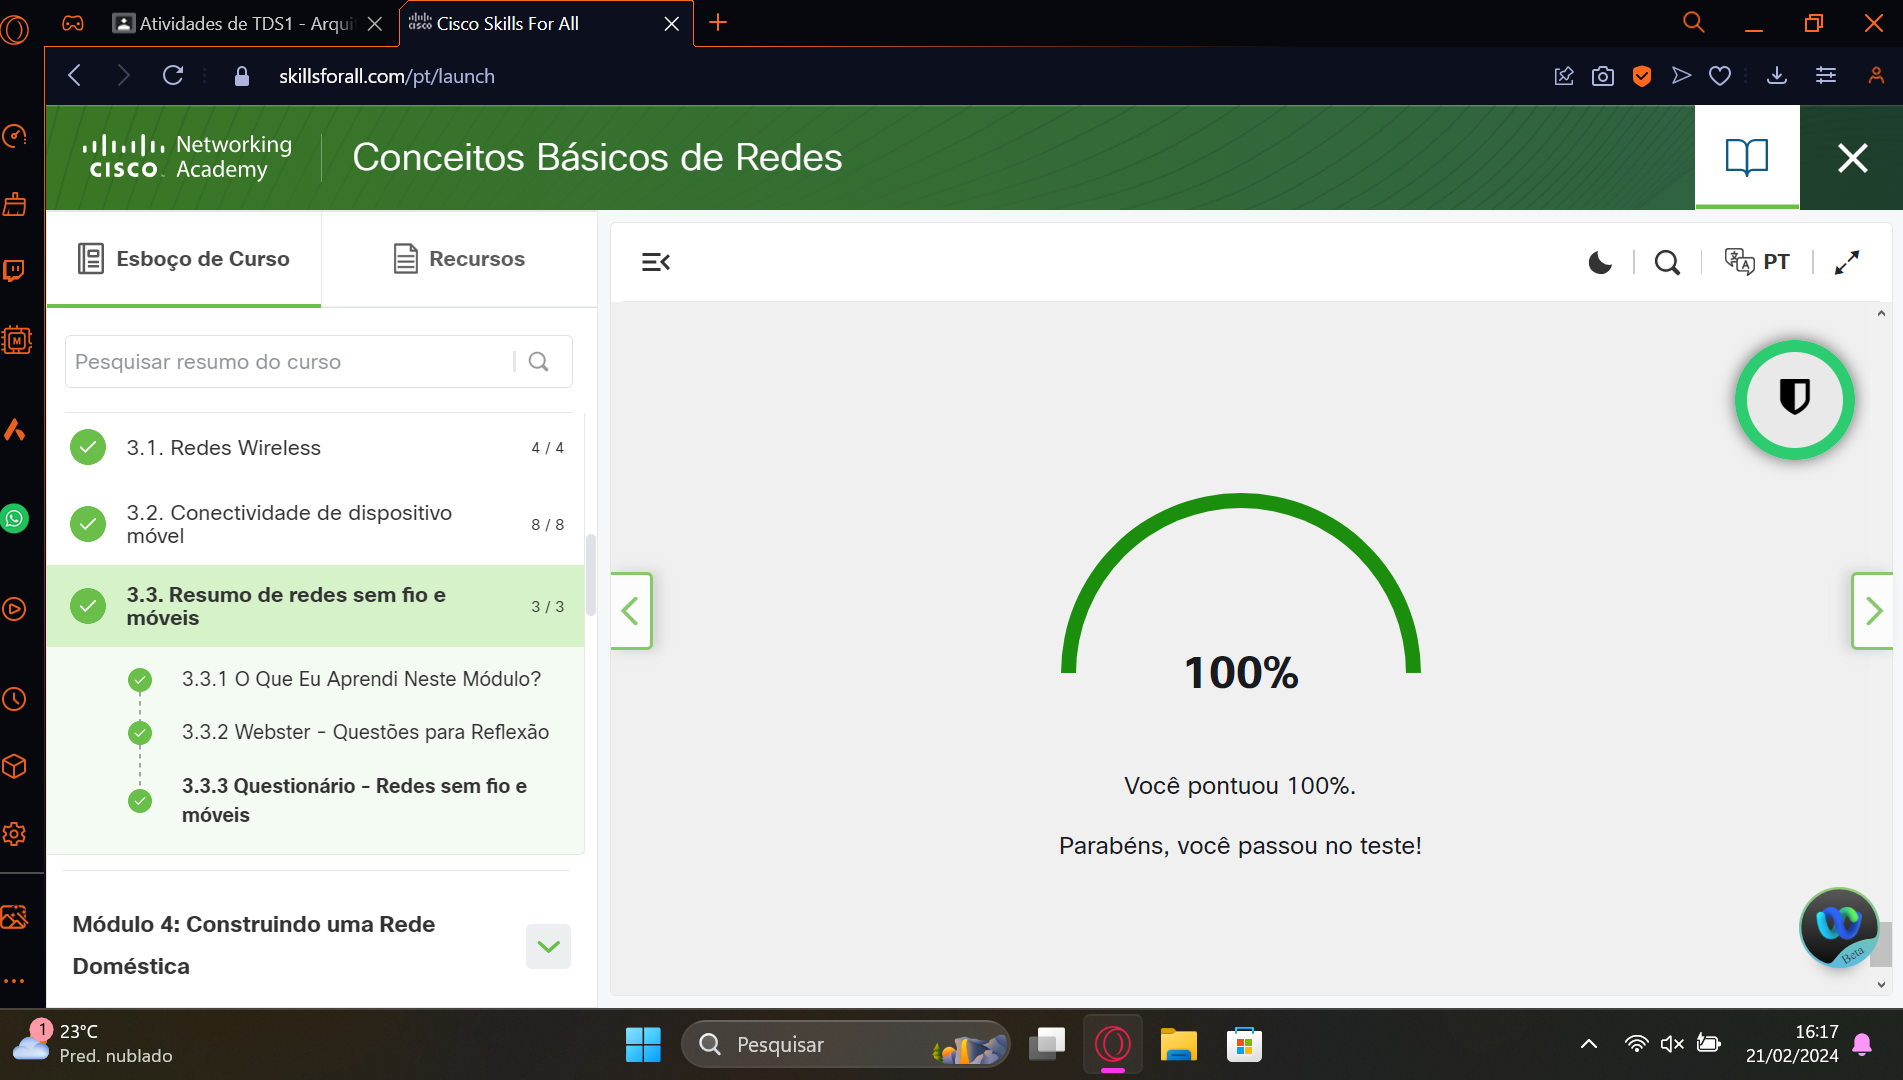 Atividades de TDS1 - Arqui
Cisco Skills For All
skillsforall.com/pt/launch
CISCO
Networking
Academy
Conceitos Básicos de Redes
Esboço de Curso
Recursos
PT
Pesquisar resumo do curso
3.1. Redes Wireless
4 / 4
3.2. Conectividade de dispositivo
móvel
8 / 8
3.3. Resumo de redes sem fio e
móveis
3 / 3
3.3.1 O Que Eu Aprendi Neste Módulo?
3.3.2 Webster - Questões para Reflexão
3.3.3 Questionário - Redes sem fio e
móveis
Módulo 4: Construindo uma Rede
Doméstica
100%
Você pontuou 100%.
Parabéns, você passou no teste!
Beta
1
23°C
Pred. nublado
Pesquisar
16:17
21/02/2024